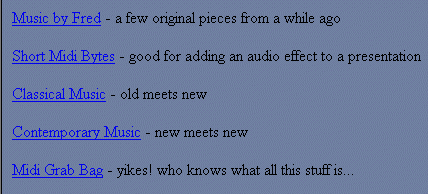 Music by Fred - a few original pieces from a while ago
Short Midi Bytes - good for adding an audio effect to a presentation
Classical Music - old meets new
Contemporary Music - new meets new
Midi Grab Bag - yikes! who knows what all this stuff is...